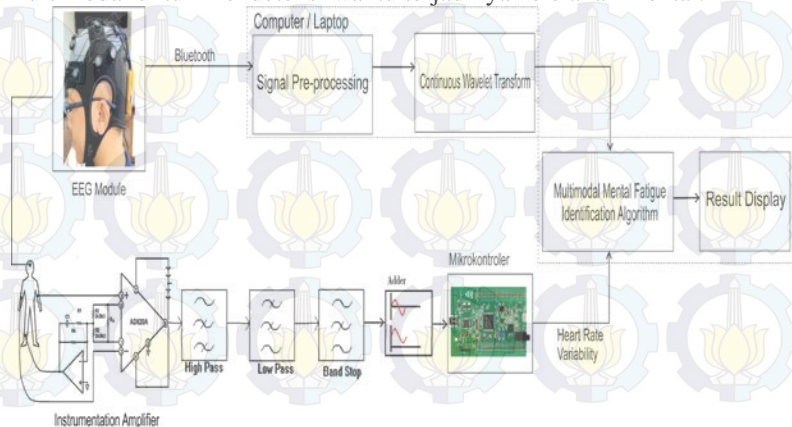 Computer / Laptop
Bluetooth
Signal Pre-processing
Continuous Wavelet Transform
EEG Module
Multimodal Mental Fatigue
Identification Algorithm
Result Display
Mikrokontroler
Adder
AD620A
High Pass
Low Pass
Band Stop
Heart Rate
Variability
Instrumentation Amplifier